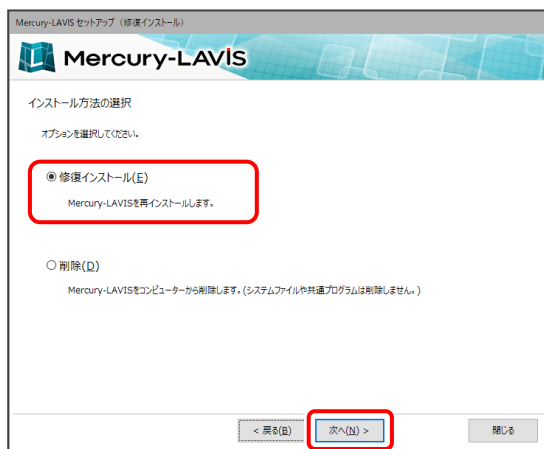 Mercury-LAVIS セットアップ（修復インストール）
Mercury-LAVIS
インストール方法の選択
オプションを選択してください。
修復インストール(E)
Mercury-LAVISを再インストールします。
削除(D)
Mercury-LAVISをコンピューターから削除します。(システムファイルや共通プログラムは削除しません。)
< 戻る(B) 次へ(N) > 閉じる